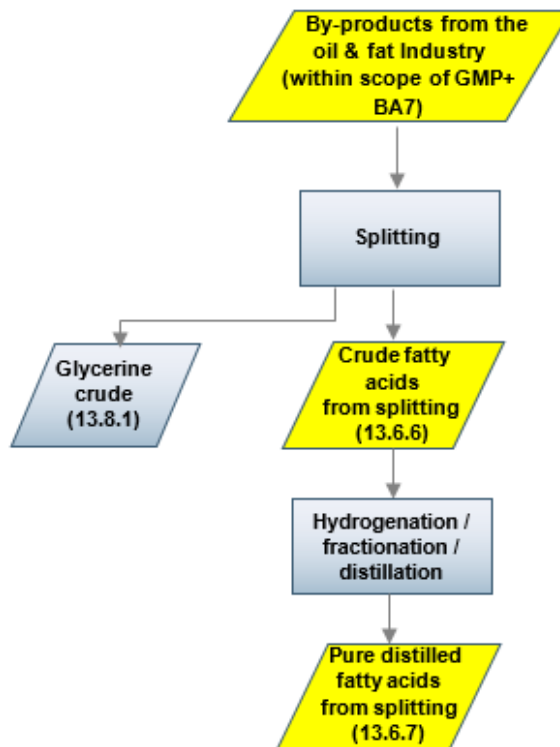 By-products from the
oil & fat Industry
(within scope of GMP+
BA7)
Splitting
Glycerine
crude
(13.8.1)
Crude fatty
acids
from splitting
(13.6.6)
Hydrogenation /
fractionation /
distillation
Pure distilled
fatty acids
from splitting
(13.6.7)